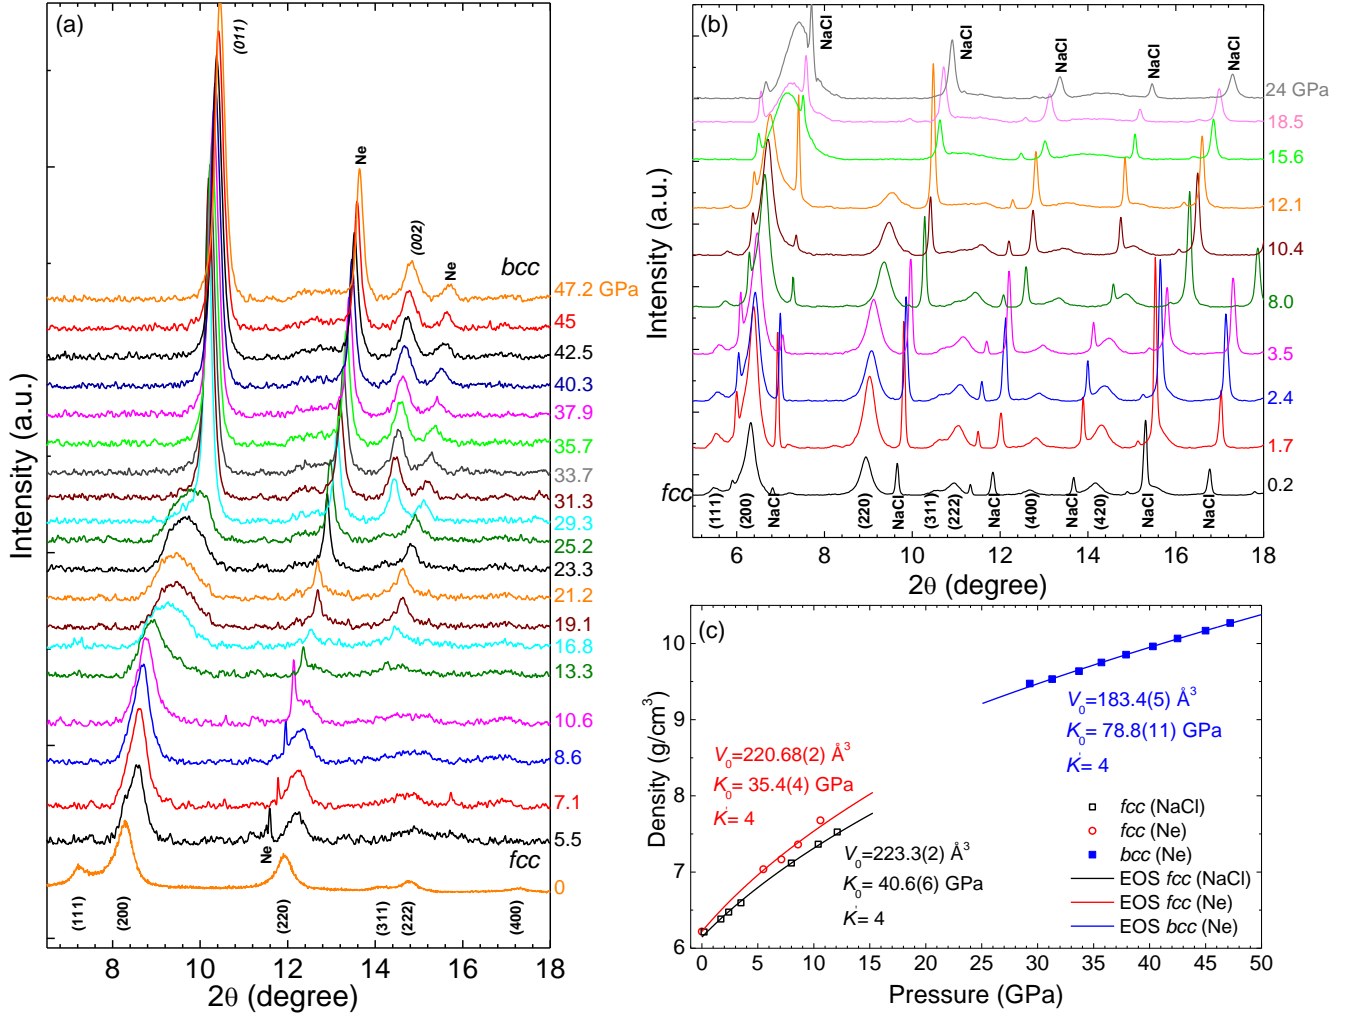 (a)
(011)
Ne
(002)
Ne
bcc
47.2 GPa
45
42.5
40.3
37.9
35.7
33.7
31.3
29.3
25.2
23.3
21.2
19.1
16.8
13.3
10.6
8.6
7.1
5.5
Ne
fcc
0
(111)
(200)
(220)
(311)
(222)
(400)
8
10
12
14
16
18
2θ (degree)
Intensity (a.u.)
(b)
NaCl
NaCl
NaCl
NaCl
NaCl
24 GPa
18.5
15.6
12.1
10.4
8.0
3.5
2.4
1.7
0.2
fcc
(111)
(200)
NaCl
(220)
NaCl
(311)
(222)
NaCl
(400)
NaCl
(420)
NaCl
NaCl
6
8
10
12
14
16
18
2θ (degree)
Intensity (a.u.)
(c)
10
9
8
7
6
Density (g/cm³)
V₀=220.68(2) Å³
K₀= 35.4(4) GPa
K'= 4
V₀=223.3(2) Å³
K₀= 40.6(6) GPa
K'= 4
V₀=183.4(5) Å³
K₀= 78.8(11) GPa
K'= 4
fcc (NaCl)
fcc (Ne)
bcc (Ne)
EOS fcc (NaCl)
EOS fcc (Ne)
EOS bcc (Ne)
0
5
10
15
20
25
30
35
40
45
50
Pressure (GPa)